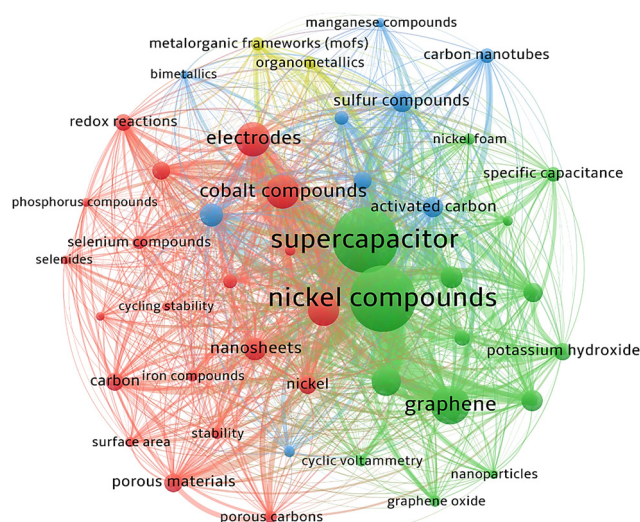 manganese compounds
metalorganic frameworks (mofs)
carbon nanotubes
organometallics
bimetallics
sulfur compounds
redox reactions
electrodes
nickel foam
specific capacitance
cobalt compounds
phosphorus compounds
activated carbon
selenium compounds
supercapacitor
selenides
nickel compounds
cycling stability
nanosheets
potassium hydroxide
iron compounds
carbon
nickel
graphene
stability
surface area
cyclic voltammetry
nanoparticles
porous materials
graphene oxide
porous carbons